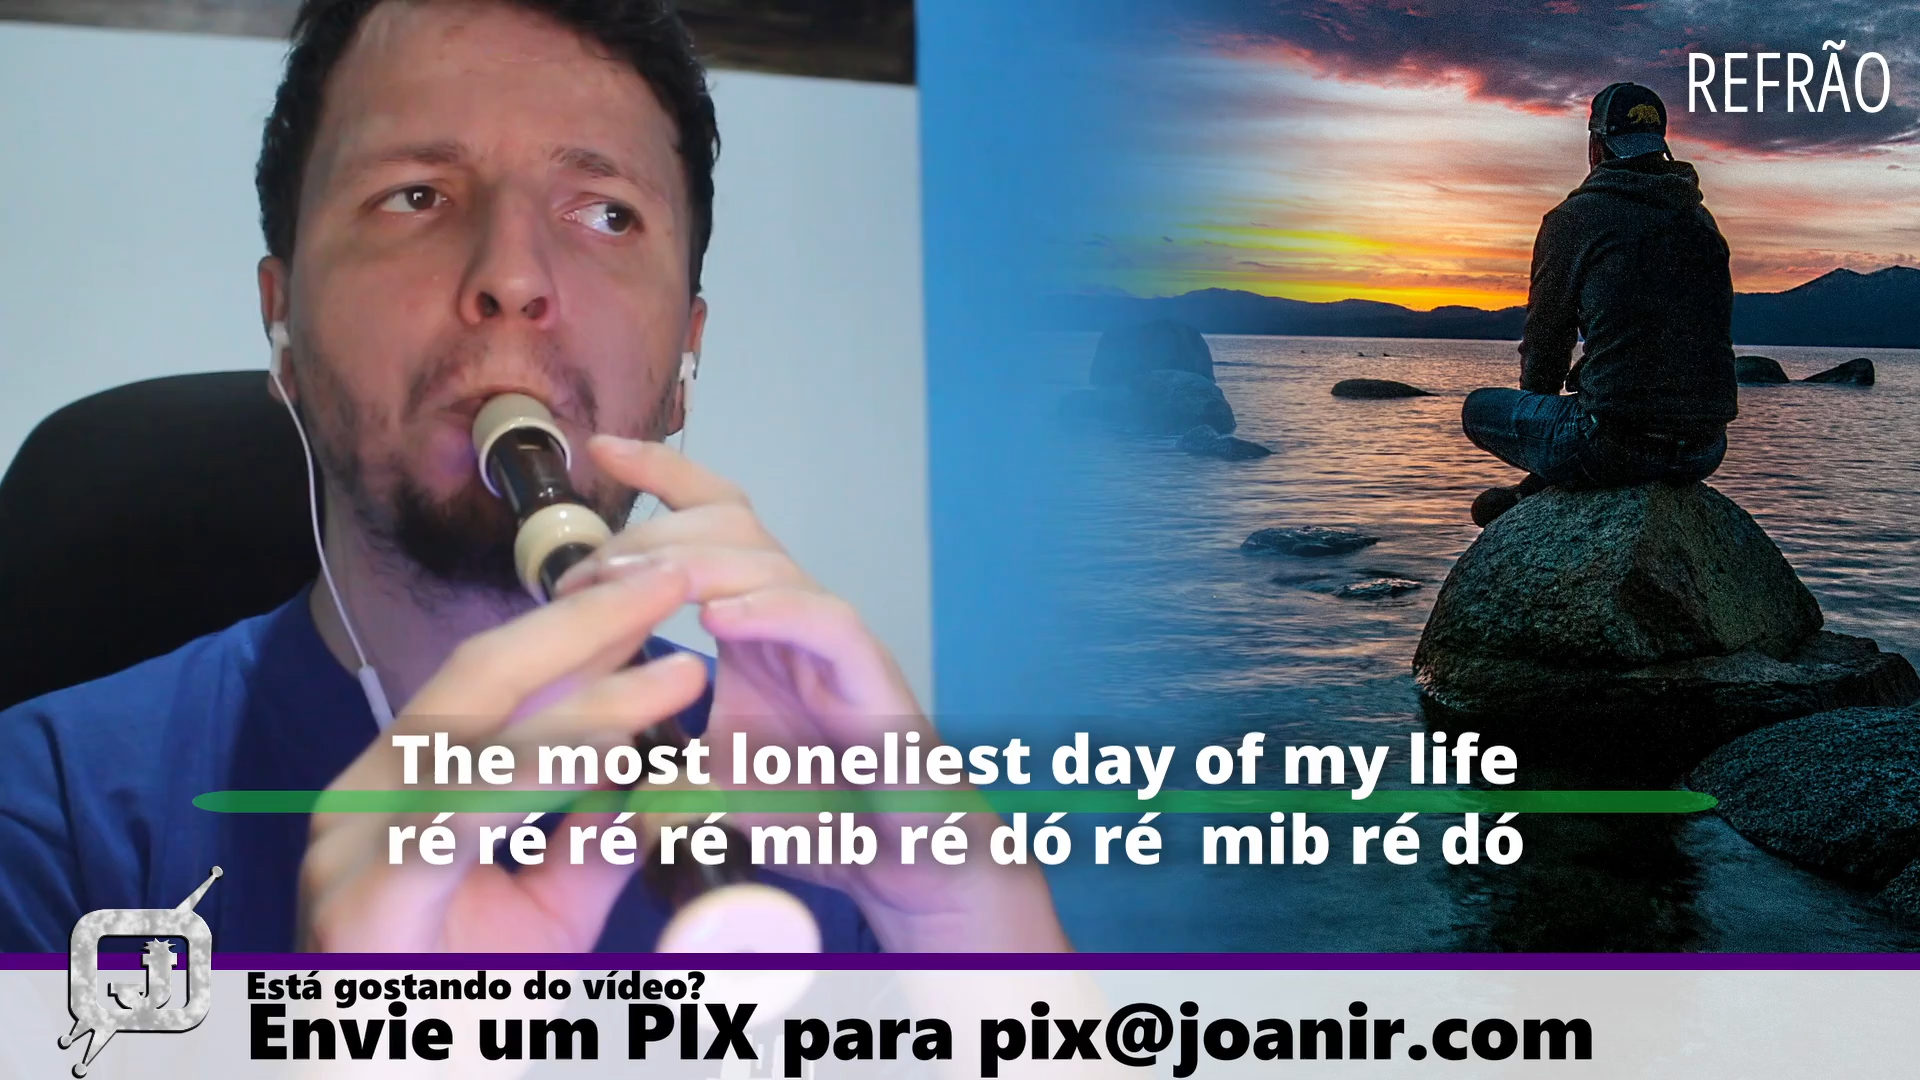 REFRÃO
The most loneliest day of my life
ré ré ré ré mib ré dó ré mib ré dó
Está gostando do vídeo?
Envie um PIX para pix@joanir.com